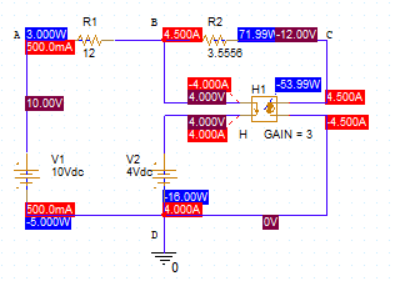 R1 B R2
A 3.000W 4.500A 71.99W -12.00V C
500.0mA
12 3.5556
-4.000A H1 -53.99W
10.00V 4.000V 4.500A
4.000V -4.500A
4.000A H GAIN = 3
V1 V2
10Vdc 4Vdc
-16.00W
500.0mA 4.000A
-5.000W 0V
D
0